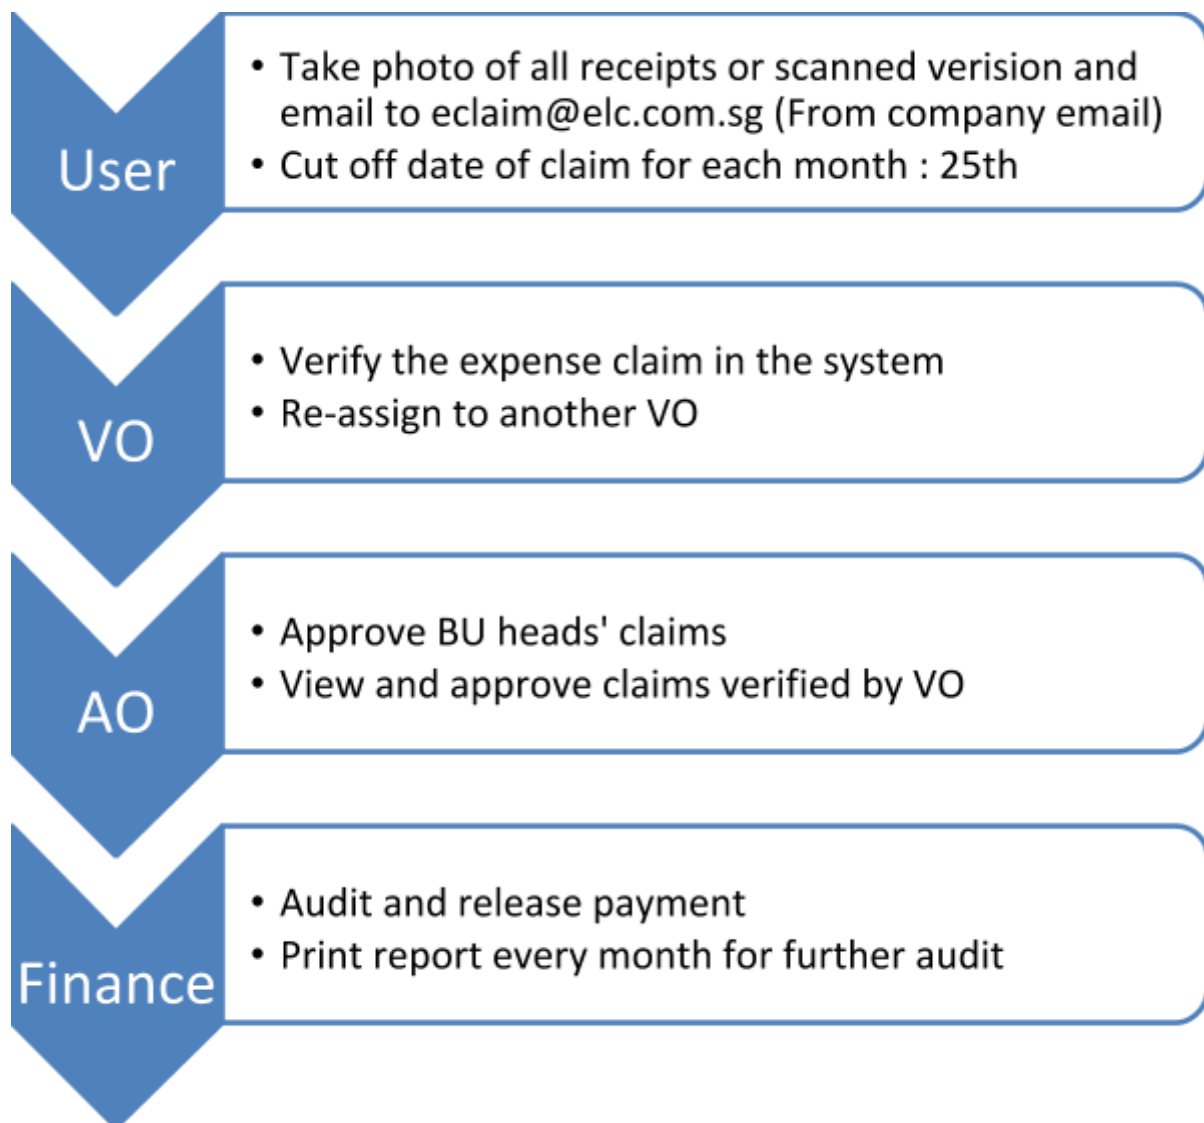 User
• Take photo of all receipts or scanned verision and
email to eclaim@elc.com.sg (From company email)
• Cut off date of claim for each month : 25th
VO
• Verify the expense claim in the system
• Re-assign to another VO
AO
• Approve BU heads' claims
• View and approve claims verified by VO
Finance
• Audit and release payment
• Print report every month for further audit